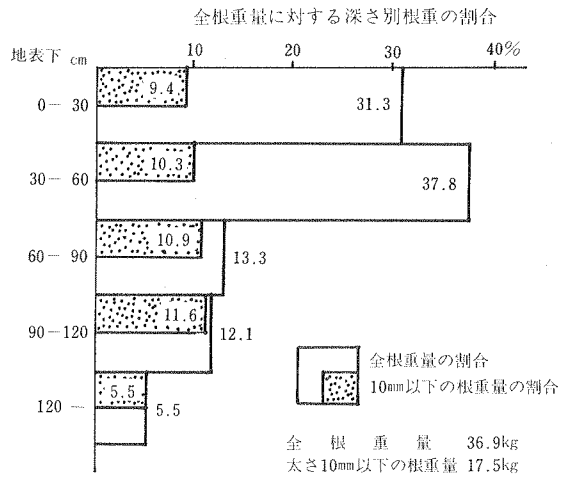 全根重量に対する深さ別根重の割合
地表下 cm
10 20 30 40%
0― 30
9.4
31.3
30― 60
10.3
37.8
60― 90
10.9
13.3
90―120
11.6
12.1
120―
5.5
5.5
全根重量の割合
10mm以下の根重量の割合
全根重量 36.9kg
太さ10mm以下の根重量 17.5kg